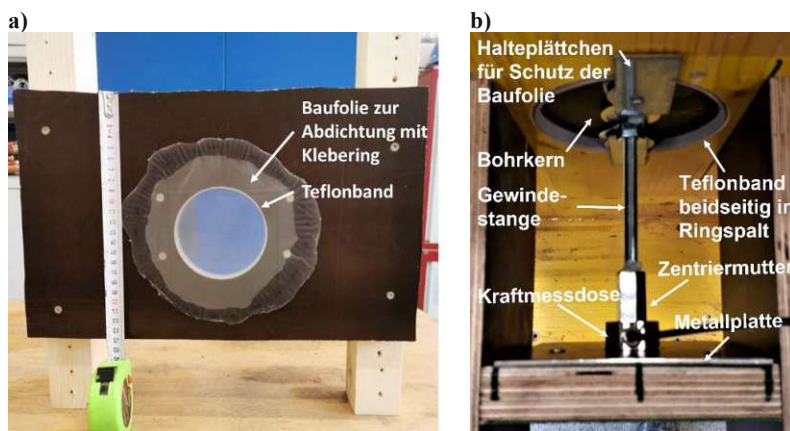 a)
Baufolie zur
Abdichtung mit
Klebering
Teflonband
b)
Halteplättchen
für Schutz der
Baufolie
Bohrkern
Gewinde-
stange
Kraftmessdose
Teflonband
beidseitig in
Ringspalt
Zentriermutter
Metallplatte